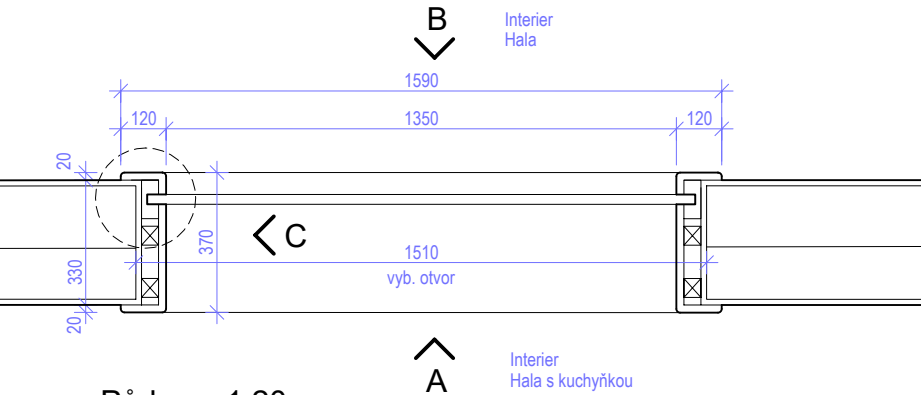 B
Interier
Hala
1590
120
1350
120
20
C
370
1510
vyb. otvor
330
20
A
Interier
Hala s kuchyňkou